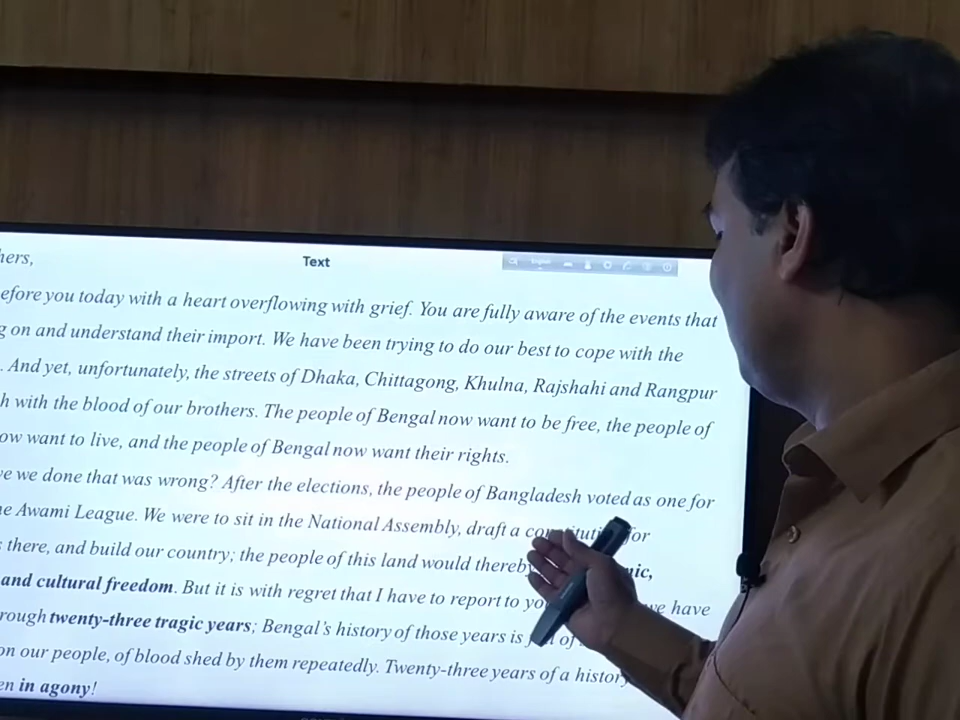 hers,
Text
English
efore you today with a heart overflowing with grief. You are fully aware of the events that
g on and understand their import. We have been trying to do our best to cope with the
. And yet, unfortunately, the streets of Dhaka, Chittagong, Khulna, Rajshahi and Rangpur
h with the blood of our brothers. The people of Bengal now want to be free, the people of
ow want to live, and the people of Bengal now want their rights.
ve we done that was wrong? After the elections, the people of Bangladesh voted as one for
he Awami League. We were to sit in the National Assembly, draft a for
s there, and build our country; the people of this land would thereby nic,
and cultural freedom. But it is with regret that I have to report to we have
rough twenty-three tragic years; Bengal's history of those years is of
on our people, of blood shed by them repeatedly. Twenty-three years of a history
en in agony!